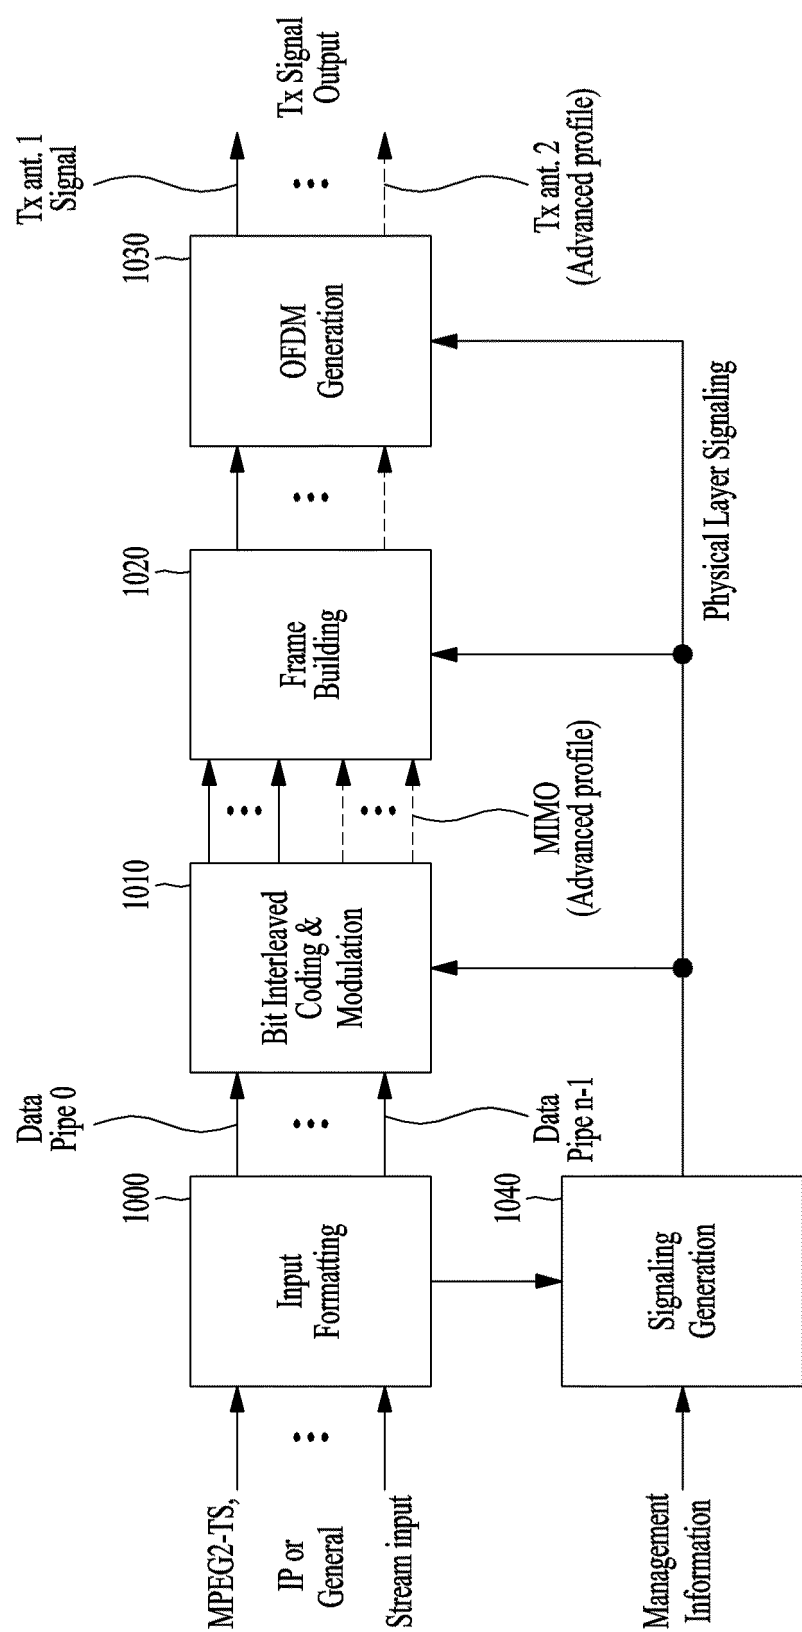 MPEG2-TS,
IP or
General
Stream input
Management
Information
1000
Input
Formatting
1040
Signaling
Generation
Data
Pipe 0
Data
Pipe n-1
1010
Bit Interleaved
Coding &
Modulation
MIMO
(Advanced profile)
1020
Frame
Building
Physical Layer Signaling
1030
OFDM
Generation
Tx ant. 1
Signal
Tx ant. 2
(Advanced profile)
Tx Signal
Output